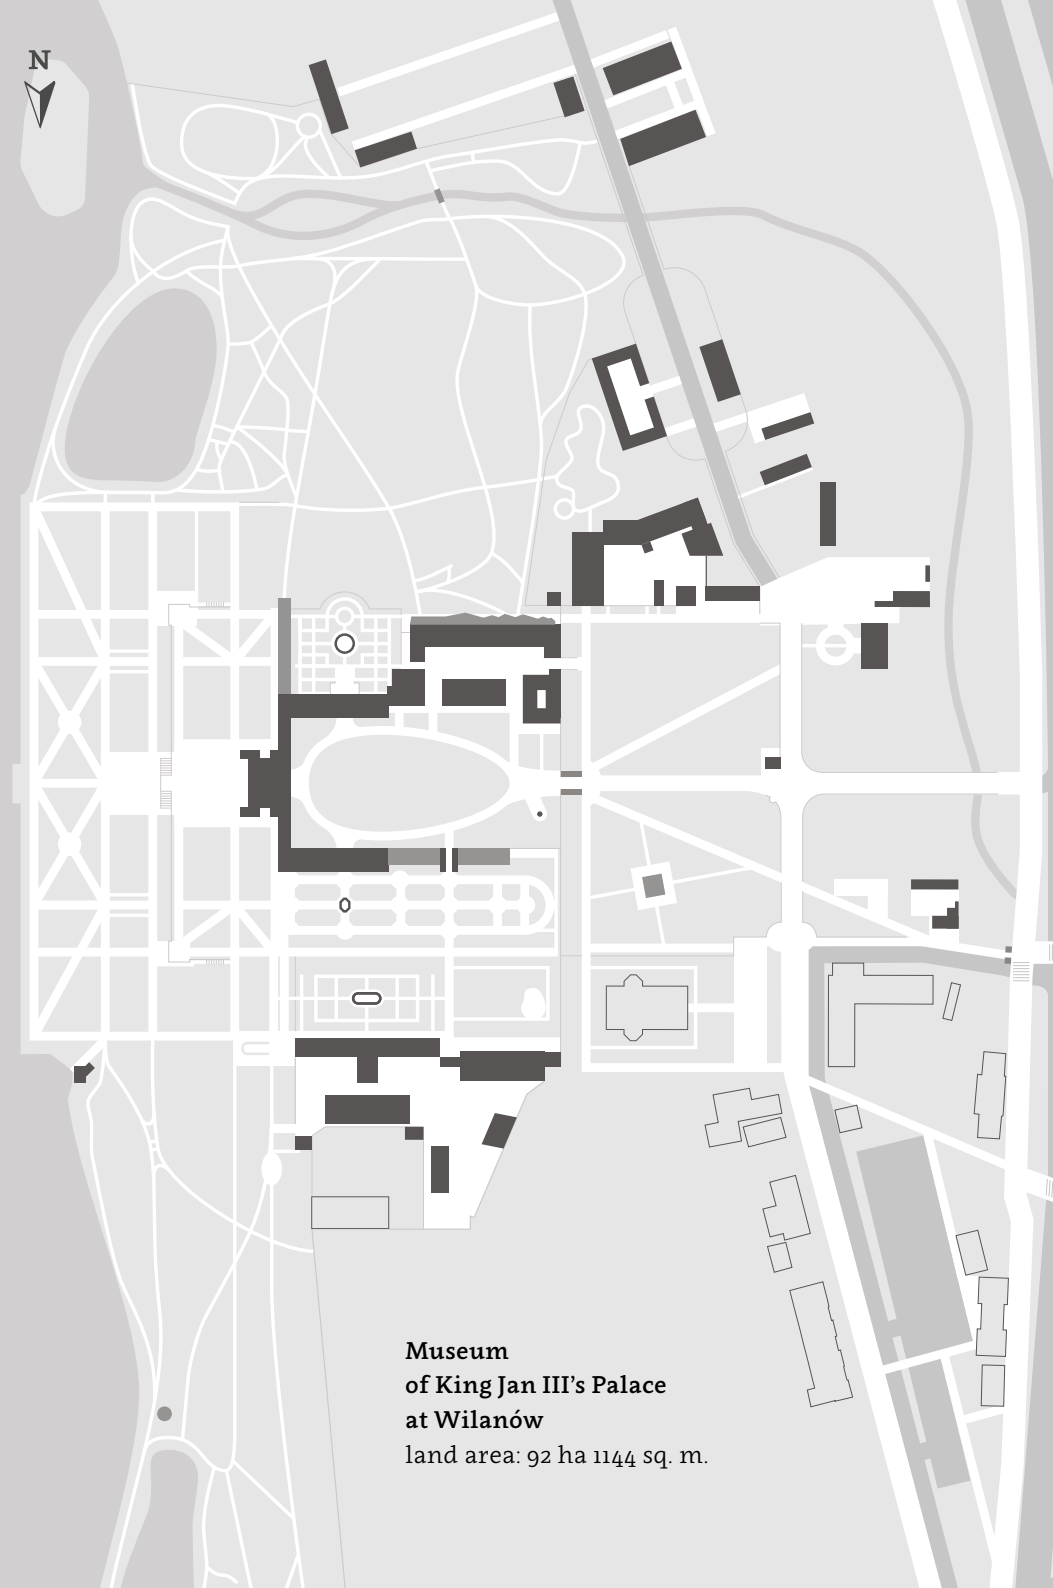 N
Museum
of King Jan III’s Palace
at Wilanów
land area: 92 ha 1144 sq. m.